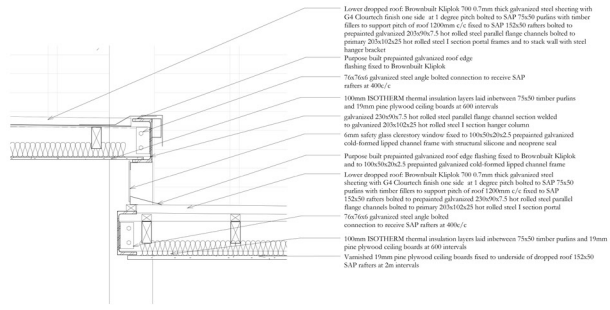 Lower dropped roof: Brownbuilt Kliplok 700 0.7mm thick galvanized steel sheeting with
G4 Clourtech finish one side at 1 degree pitch bolted to SAP 75x50 purlins with timber
fillers to support pitch of roof 1200mm c/c fixed to SAP 152x50 rafters bolted to
prepainted galvanized 203x90x7.5 hot rolled steel parallel flange channels bolted to
primary 203x102x25 hot rolled steel I section portal frames and to stack wall with steel
hanger bracket
Purpose built prepainted galvanized roof edge
flashing fixed to Brownbuilt Kliplok
76x76x6 galvanized steel angle bolted connection to receive SAP
rafters at 400c/c
100mm ISOTHERM thermal insulation layers laid inbetween 75x50 timber purlins
and 19mm pine plywood ceiling boards at 600 intervals
galvanized 230x90x7.5 hot rolled steel parallel flange channel section welded
to galvanized 203x102x25 hot rolled steel I section hanger column
6mm safety glass clerestory window fixed to 100x50x20x2.5 prepainted galvanized
cold-formed lipped channel frame with structural silicone and neoprene seal
Purpose built prepainted galvanized roof edge flashing fixed to Brownbuilt Kliplok
and to 100x50x20x2.5 prepainted galvanized cold-formed lipped channel frame
Lower dropped roof: Brownbuilt Kliplok 700 0.7mm thick galvanized steel
sheeting with G4 Clourtech finish one side at 1 degree pitch bolted to SAP 75x50
purlins with timber fillers to support pitch of roof 1200mm c/c fixed to SAP
152x50 rafters bolted to prepainted galvanized 230x90x7.5 hot rolled steel parallel
flange channels bolted to primary 203x102x25 hot rolled steel I section portal
76x76x6 galvanized steel angle bolted
connection to receive SAP rafters at 400c/c
100mm ISOTHERM thermal insulation layers laid inbetween 75x50 timber purlins and 19mm
pine plywood ceiling boards at 600 intervals
Varnished 19mm pine plywood ceiling boards fixed to underside of dropped roof 152x50
SAP rafters at 2m intervals